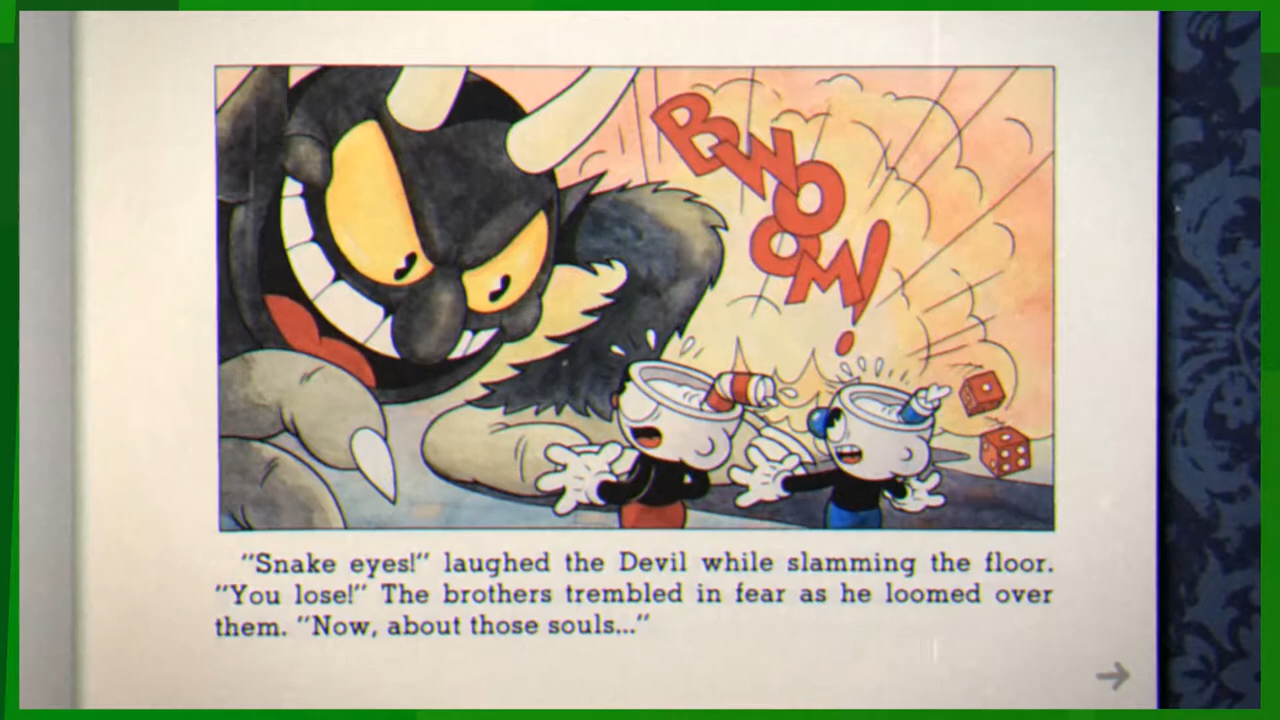 BWOOM!
“Snake eyes!“ laughed the Devil while slamming the floor.
“You lose!” The brothers trembled in fear as he loomed over
them. “Now, about those souls...”